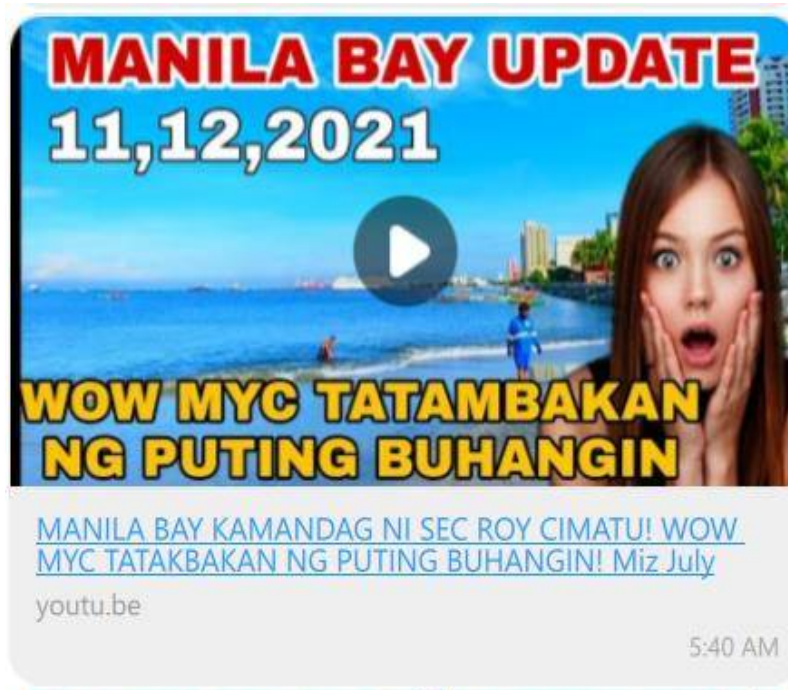 MANILA BAY UPDATE
11,12,2021
WOW MYC TATAMBAKAN
NG PUTING BUHANGIN
MANILA BAY KAMANDAG NI SEC ROY CIMATU! WOW
MYC TATAKBAKAN NG PUTING BUHANGIN! Miz July
youtu.be
5:40 AM